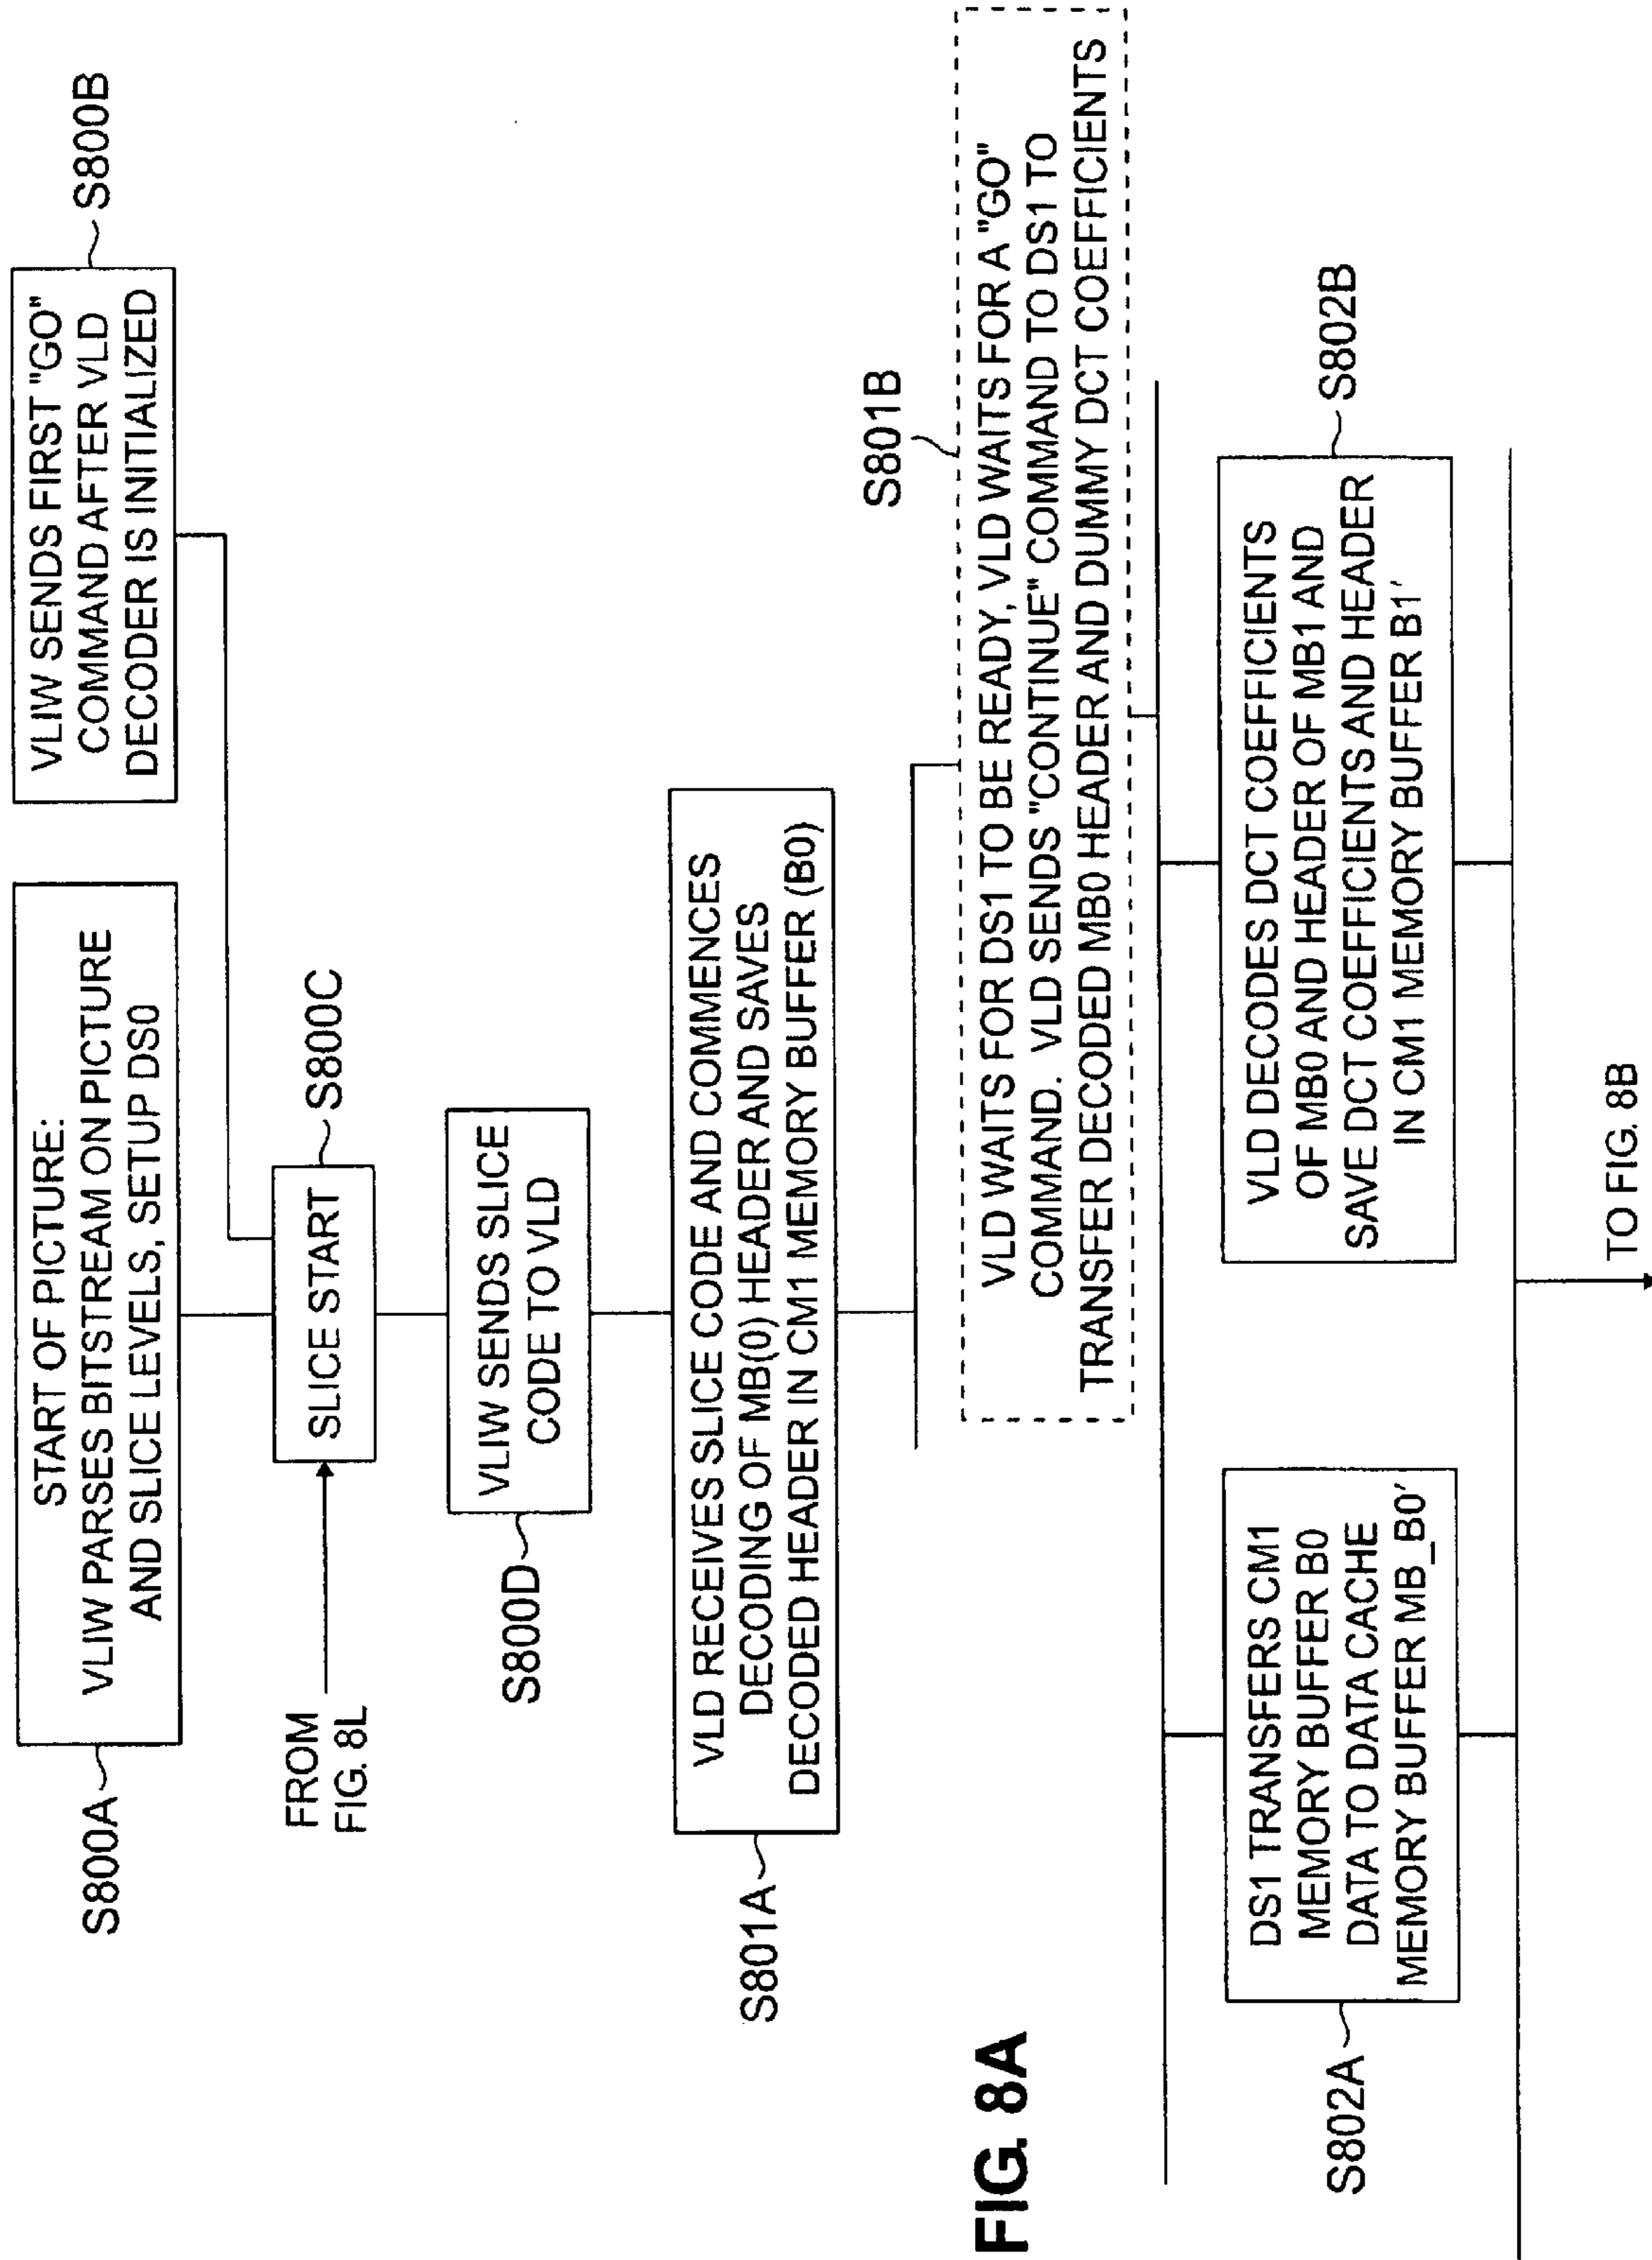 S800A
START OF PICTURE:
VLIW PARSES BITSTREAM ON PICTURE
AND SLICE LEVELS, SETUP DS0
VLIW SENDS FIRST "GO"
COMMAND AFTER VLD
DECODER IS INITIALIZED
S800B
FROM
FIG. 8L
SLICE START
S800C
S800D
VLIW SENDS SLICE
CODE TO VLD
S801A
VLD RECEIVES SLICE CODE AND COMMENCES
DECODING OF MB(0) HEADER AND SAVES
DECODED HEADER IN CM1 MEMORY BUFFER (B0)
S801B
FIG. 8A
VLD WAITS FOR DS1 TO BE READY, VLD WAITS FOR A "GO"
COMMAND. VLD SENDS "CONTINUE" COMMAND TO DS1 TO
TRANSFER DECODED MB0 HEADER AND DUMMY DCT COEFFICIENTS
S802A
DS1 TRANSFERS CM1
MEMORY BUFFER B0
DATA TO DATA CACHE
MEMORY BUFFER MB_B0'
VLD DECODES DCT COEFFICIENTS
OF MB0 AND HEADER OF MB1 AND
SAVE DCT COEFFICIENTS AND HEADER
IN CM1 MEMORY BUFFER B1'
S802B
TO FIG. 8B